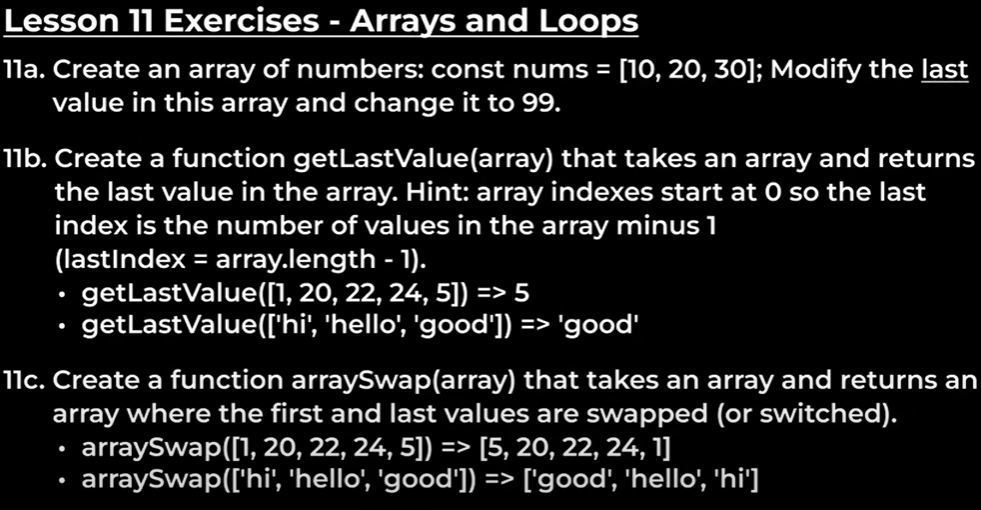 Lesson 11 Exercises - Arrays and Loops
11a. Create an array of numbers: const nums = [10, 20, 30]; Modify the last
value in this array and change it to 99.
11b. Create a function getLastValue(array) that takes an array and returns
the last value in the array. Hint: array indexes start at 0 so the last
index is the number of values in the array minus 1
(lastIndex = array.length - 1).
• getLastValue([1, 20, 22, 24, 5]) => 5
• getLastValue(['hi', 'hello', 'good']) => 'good'
11c. Create a function arraySwap(array) that takes an array and returns an
array where the first and last values are swapped (or switched).
• arraySwap([1, 20, 22, 24, 5]) => [5, 20, 22, 24, 1]
• arraySwap(['hi', 'hello', 'good']) => ['good', 'hello', 'hi']